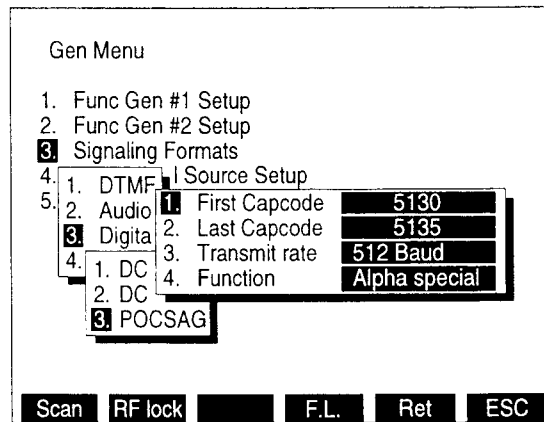 Gen Menu
1. Func Gen #1 Setup
2. Func Gen #2 Setup
3. Signaling Formats
4. l Source Setup
5.
1. DTMF
2. Audio
3. Digita
4.
1. DC
2. DC
3. POCSAG
1. First Capcode 5130
2. Last Capcode 5135
3. Transmit rate 512 Baud
4. Function Alpha special
Scan RF lock F.L. Ret ESC